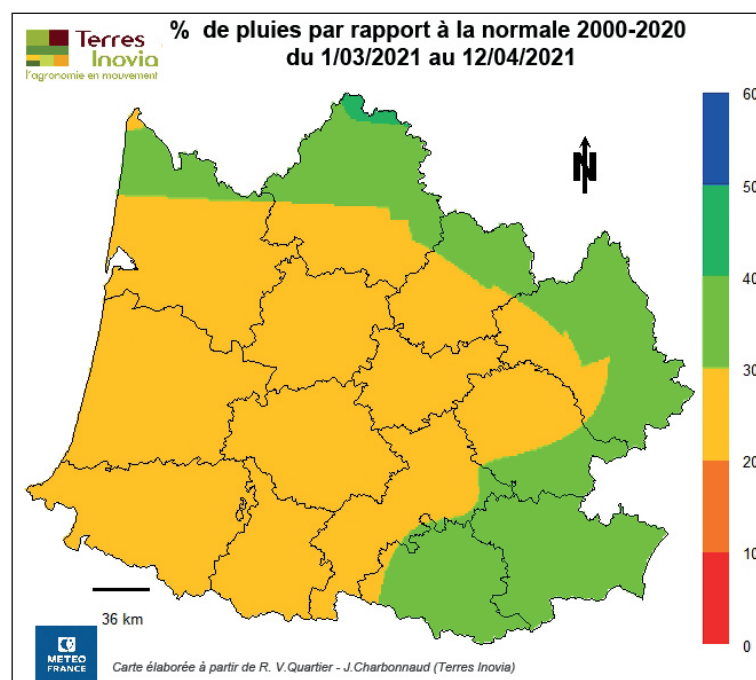 Terres
Inovia
l'agronomie en mouvement
% de pluies par rapport à la normale 2000-2020
du 1/03/2021 au 12/04/2021
60
50
40
30
20
10
0
N
36 km
METEO
FRANCE
Carte élaborée à partir de R. V.Quartier - J.Charbonnaud (Terres Inovia)